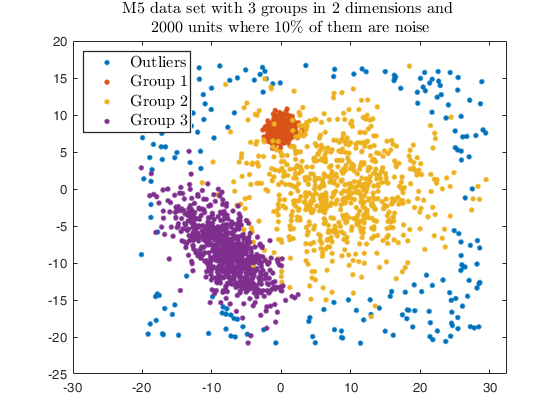 M5 data set with 3 groups in 2 dimensions and
2000 units where 10% of them are noise
Outliers
Group 1
Group 2
Group 3
20
15
10
5
0
-5
-10
-15
-20
-25
-30 -20 -10 0 10 20 30